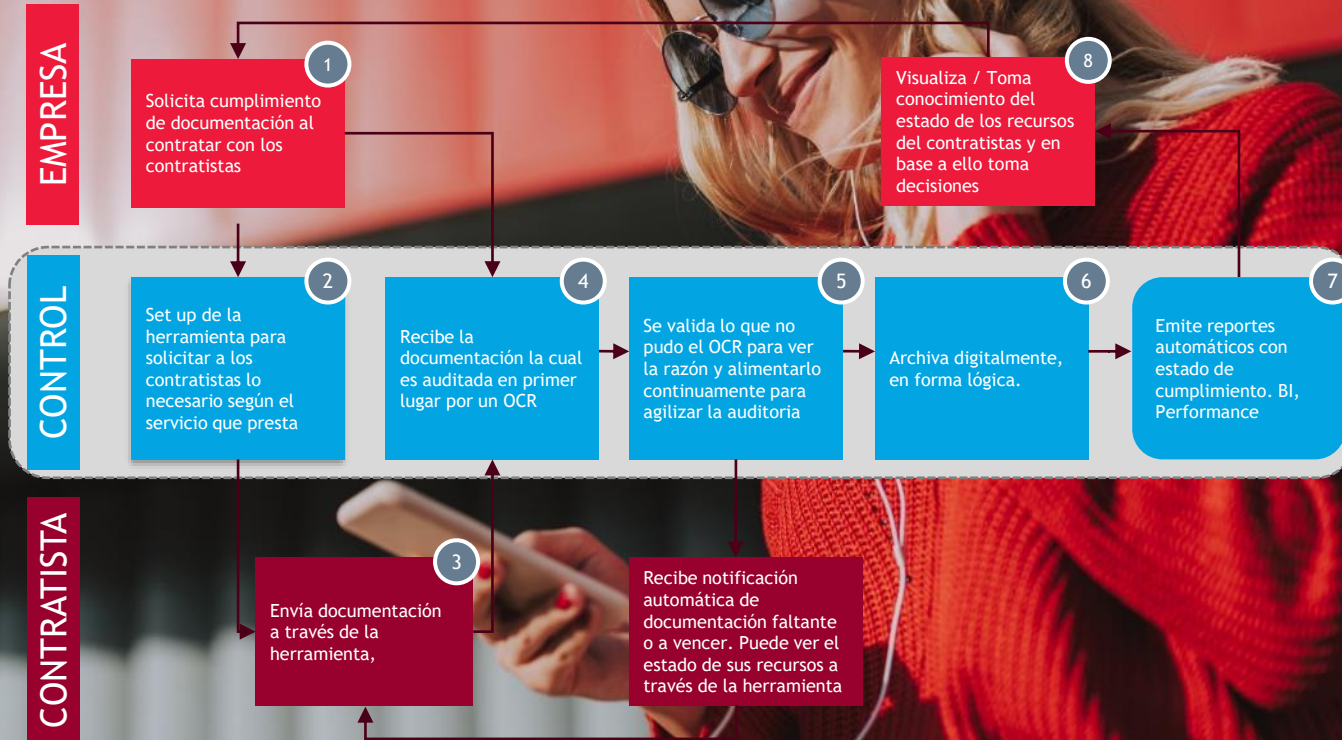 EMPRESA
1
Solicita cumplimiento
de documentación al
contratar con los
contratistas
8
Visualiza / Toma
conocimiento del
estado de los recursos
del contratistas y en
base a ello toma
decisiones
CONTROL
2
Set up de la
herramienta para
solicitar a los
contratistas lo
necesario según el
servicio que presta
4
Recibe la
documentación la cual
es auditada en primer
lugar por un OCR
5
Se valida lo que no
pudo el OCR para ver
la razón y alimentarlo
continuamente para
agilizar la auditoria
6
Archiva digitalmente,
en forma lógica.
7
Emite reportes
automáticos con
estado de
cumplimiento. BI,
Performance
CONTRATISTA
3
Envía documentación
a través de la
herramienta,
Recibe notificación
automática de
documentación faltante
o a vencer. Puede ver el
estado de sus recursos a
través de la herramienta